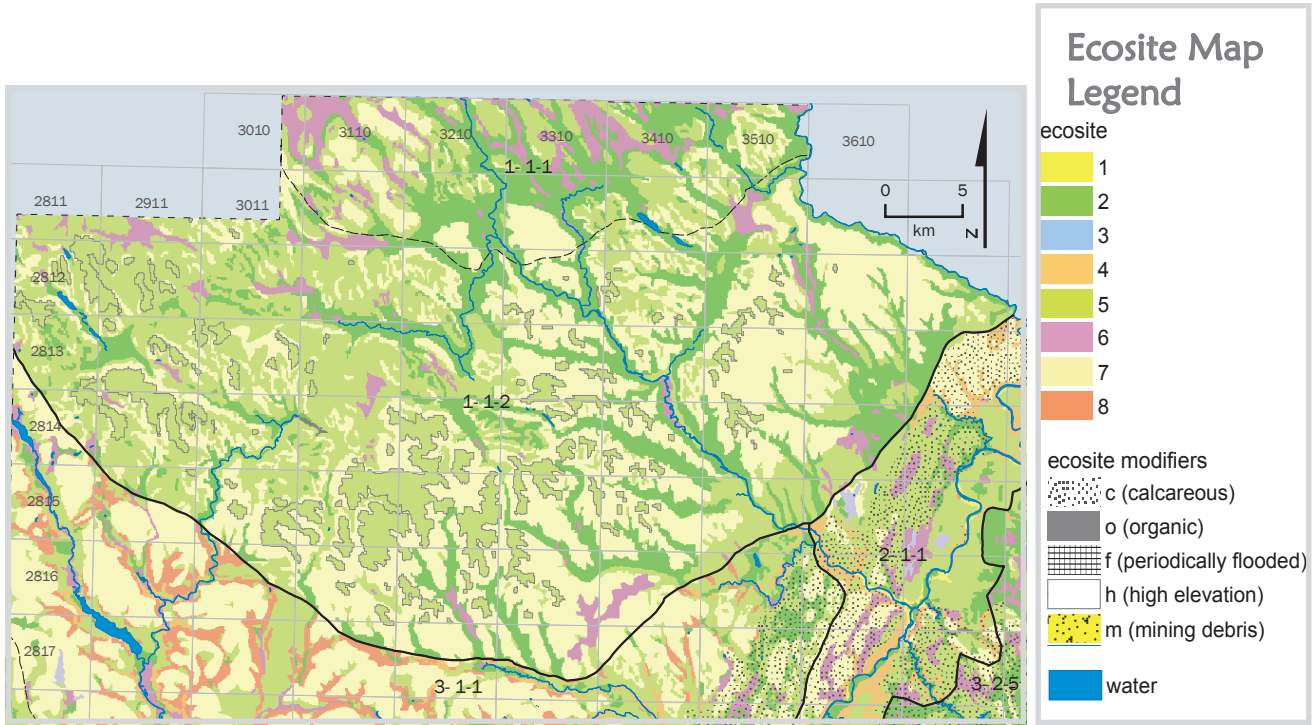 Ecosite Map
Legend
ecosite
1
2
3
4
5
6
7
8
ecosite modifiers
c (calcareous)
o (organic)
f (periodically flooded)
h (high elevation)
m (mining debris)
water
3010
3110
3210
3310
3410
3510
3610
1-1-1
0 5
km
N
2811
2911
3011
2812
2813
1-1-2
2814
2815
2-1-1
2816
2817
3-1-1
3-2-5